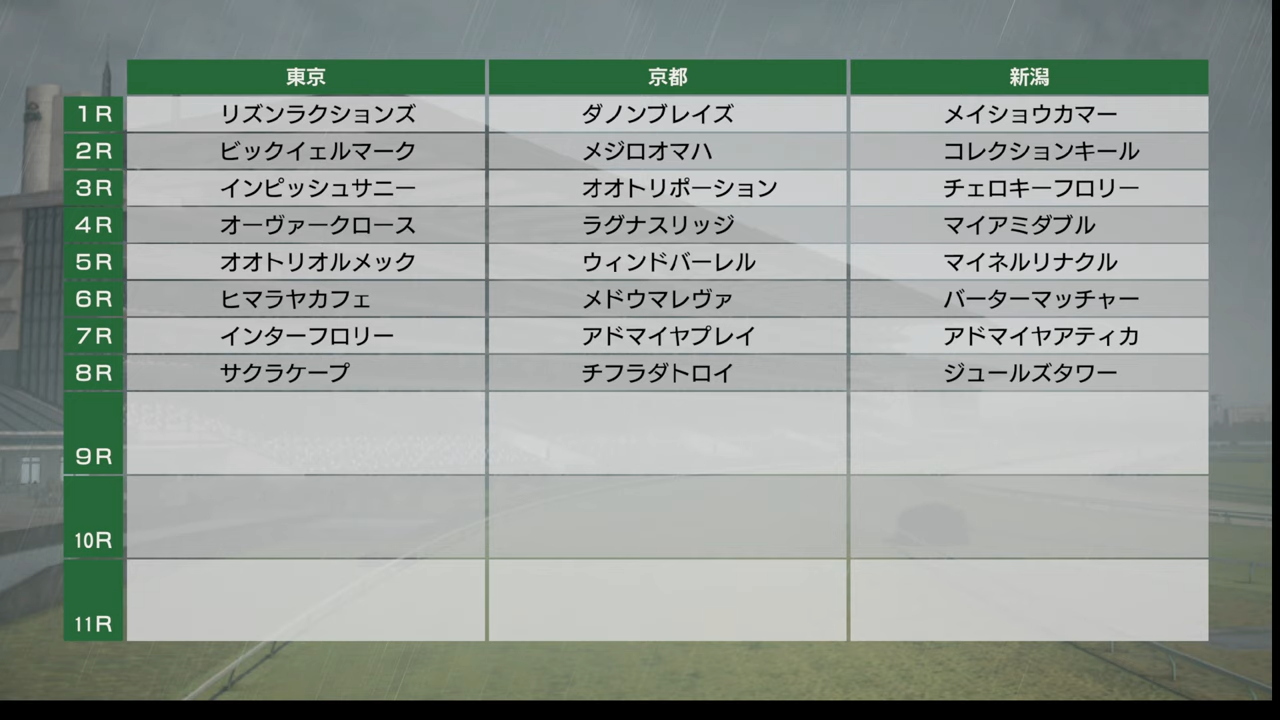 東京 京都 新潟
1R リズンラクションズ ダノンブレイズ メイショウカマー
2R ビックイェルマーク メジロオマハ コレクションキール
3R インピッシュサニー オオトリポーション チェロキーフロリー
4R オーヴァークロース ラグナスリッジ マイアミダブル
5R オオトリオルメック ウィンドバーレル マイネルリナクル
6R ヒマラヤカフェ メドウマレヴァ バーターマッチャー
7R インターフロリー アドマイヤプレイ アドマイヤアティカ
8R サクラケープ チフラダトロイ ジュールズタワー
9R
10R
11R